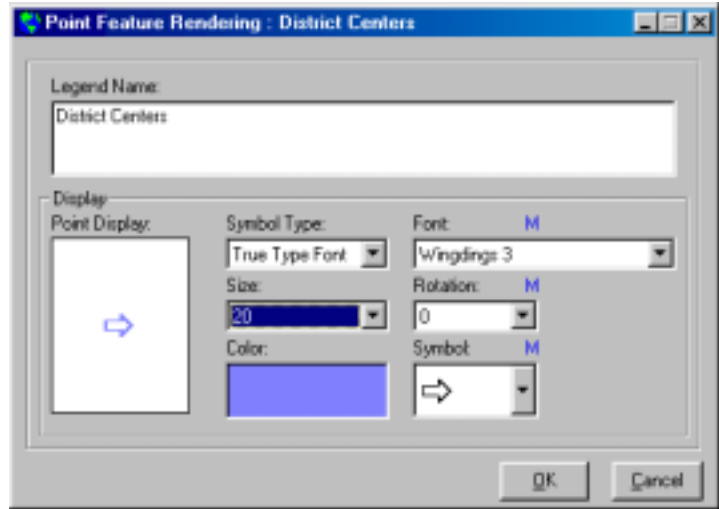 Point Feature Rendering : District Centers
Legend Name:
District Centers
Display
Point Display:
Symbol Type:
Font:
M
True Type Font
Wingdings 3
Size:
Rotation:
M
20
0
Color:
Symbol:
M
OK
Cancel